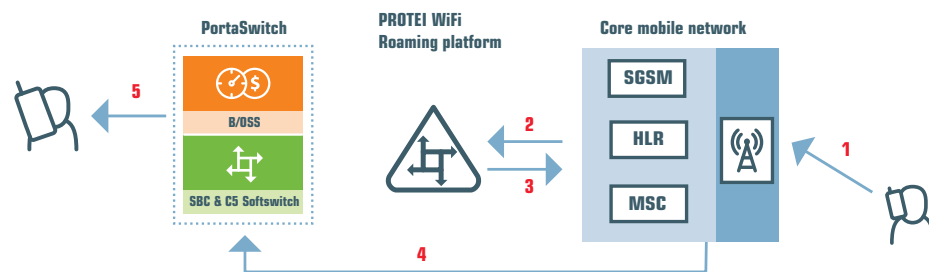 PortaSwitch
PROTEI WiFi
Roaming platform
Core mobile network
$
B/OSS
SBC & C5 Softswitch
SGSM
HLR
MSC
5
2
3
1
4